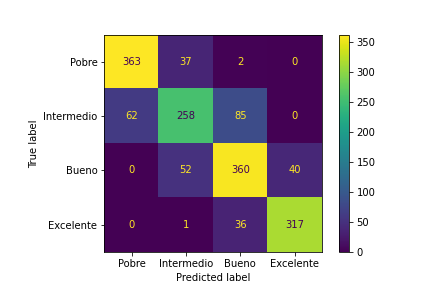 Pobre 363 37 2 0
Intermedio 62 258 85 0
Bueno 0 52 360 40
Excelente 0 1 36 317
Pobre Intermedio Bueno Excelente
Predicted label
True label
350
300
250
200
150
100
50
0